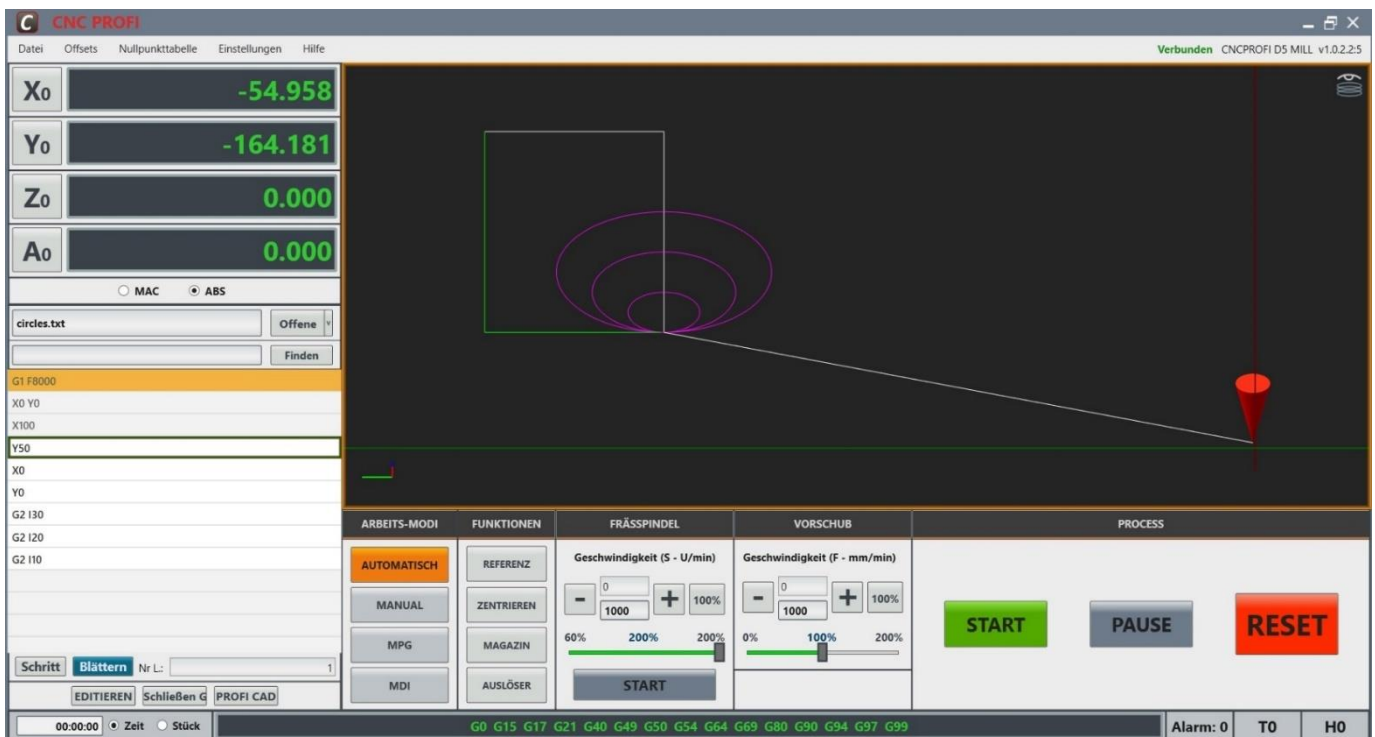 CNC PROFI
Datei Offsets Nullpunkttabelle Einstellungen Hilfe
Verbunden CNCPROFI D5 MILL v1.0.2.2:5
X0 -54.958
Y0 -164.181
Z0 0.000
A0 0.000
MAC ABS
circles.txt Offene
Finden
G1 F8000
X0 Y0
X100
Y50
X0
Y0
G2 I30
G2 I20
G2 I10
Schritt Blättern Nr L.: 1
EDITIEREN Schließen G PROFI CAD
ARBEITS-MODI FUNKTIONEN FRÄSSPINDEL VORSCHUB PROCESS
AUTOMATISCH
MANUAL
MPG
MDI
REFERENZ
ZENTRIEREN
MAGAZIN
AUSLÖSER
Geschwindigkeit (S - U/min)
- 0 + 100%
1000
60% 200% 200%
START
Geschwindigkeit (F - mm/min)
- 0 + 100%
1000
0% 100% 200%
START PAUSE RESET
00:00:00 Zeit Stück
G0 G15 G17 G21 G40 G49 G50 G54 G64 G69 G80 G90 G94 G97 G99
Alarm: 0 T0 H0